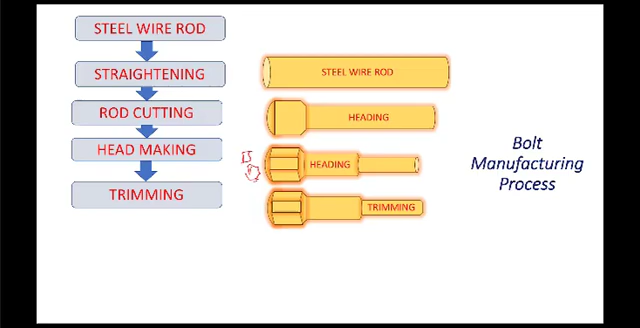 STEEL WIRE ROD
STRAIGHTENING
ROD CUTTING
HEAD MAKING
TRIMMING
STEEL WIRE ROD
HEADING
HEADING
TRIMMING
Bolt
Manufacturing
Process